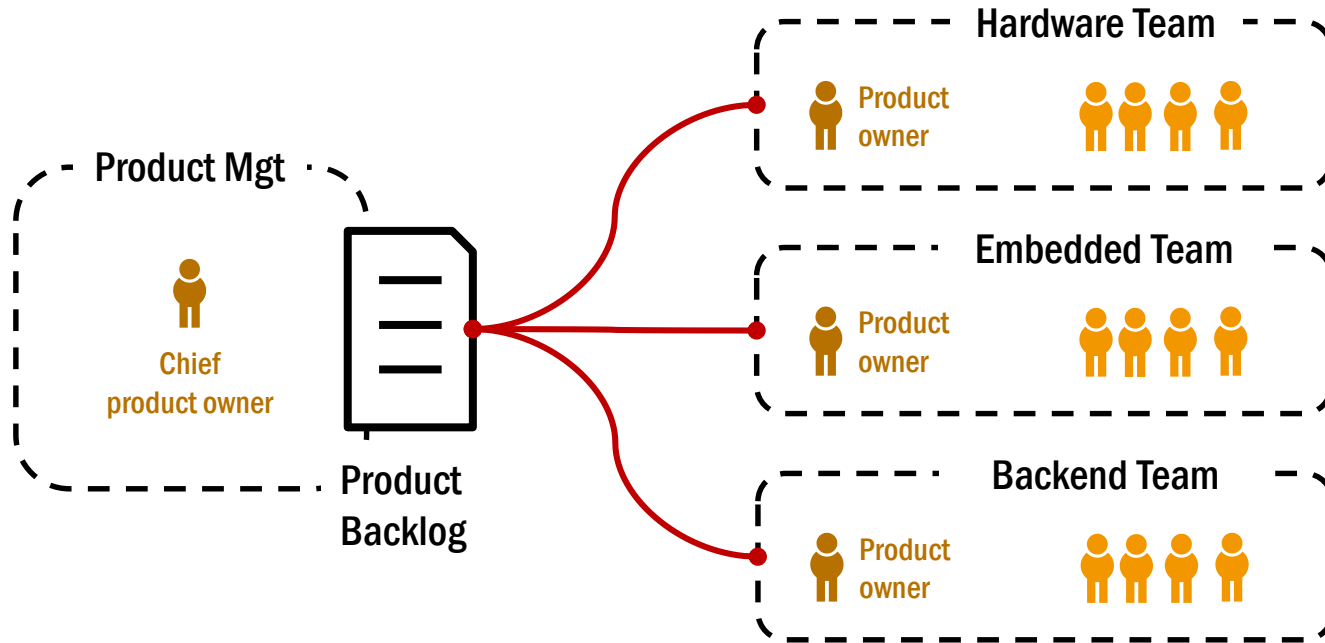 Product Mgt
Chief
product owner
Product
Backlog
Hardware Team
Product
owner
Embedded Team
Product
owner
Backend Team
Product
owner